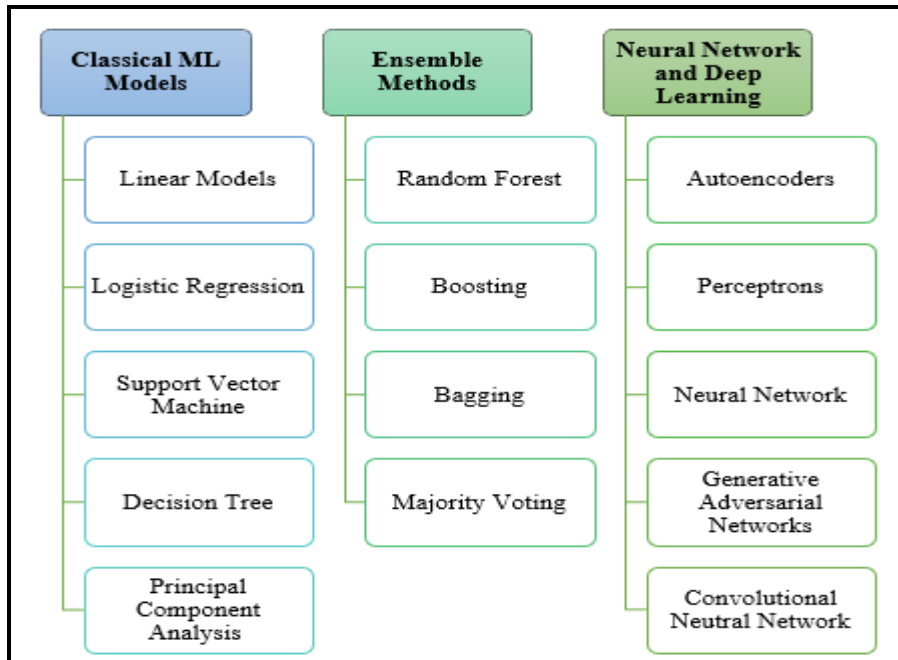 Classical ML
Models
Linear Models
Logistic Regression
Support Vector
Machine
Decision Tree
Principal
Component
Analysis
Ensemble
Methods
Random Forest
Boosting
Bagging
Majority Voting
Neural Network
and Deep
Learning
Autoencoders
Perceptrons
Neural Network
Generative
Adversarial
Networks
Convolutional
Neutral Network